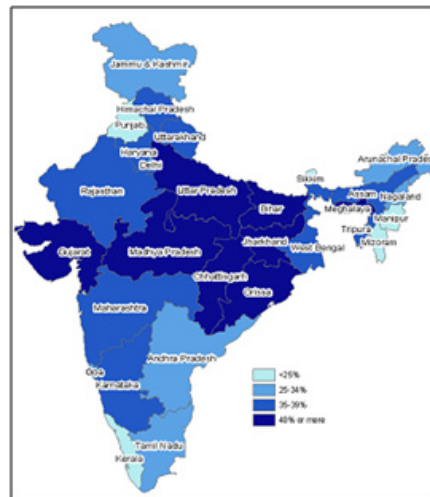 Jammu & Kashmir
Himachal Pradesh
Punjab
Uttarakhand
Haryana
Delhi
Arunachal Prades
Sikkim
Rajasthan
Uttar Pradesh
Assam
Nagaland
Bihar
Meghalaya
Manipur
Tripura
Mizoram
Gujarat
Madhya Pradesh
Jharkhand
West Bengal
Chhattisgarh
Orissa
Maharashtra
Andhra Pradesh
Goa
Karnataka
<25%
25-34%
35-39%
40% or more
Tamil Nadu
Kerala